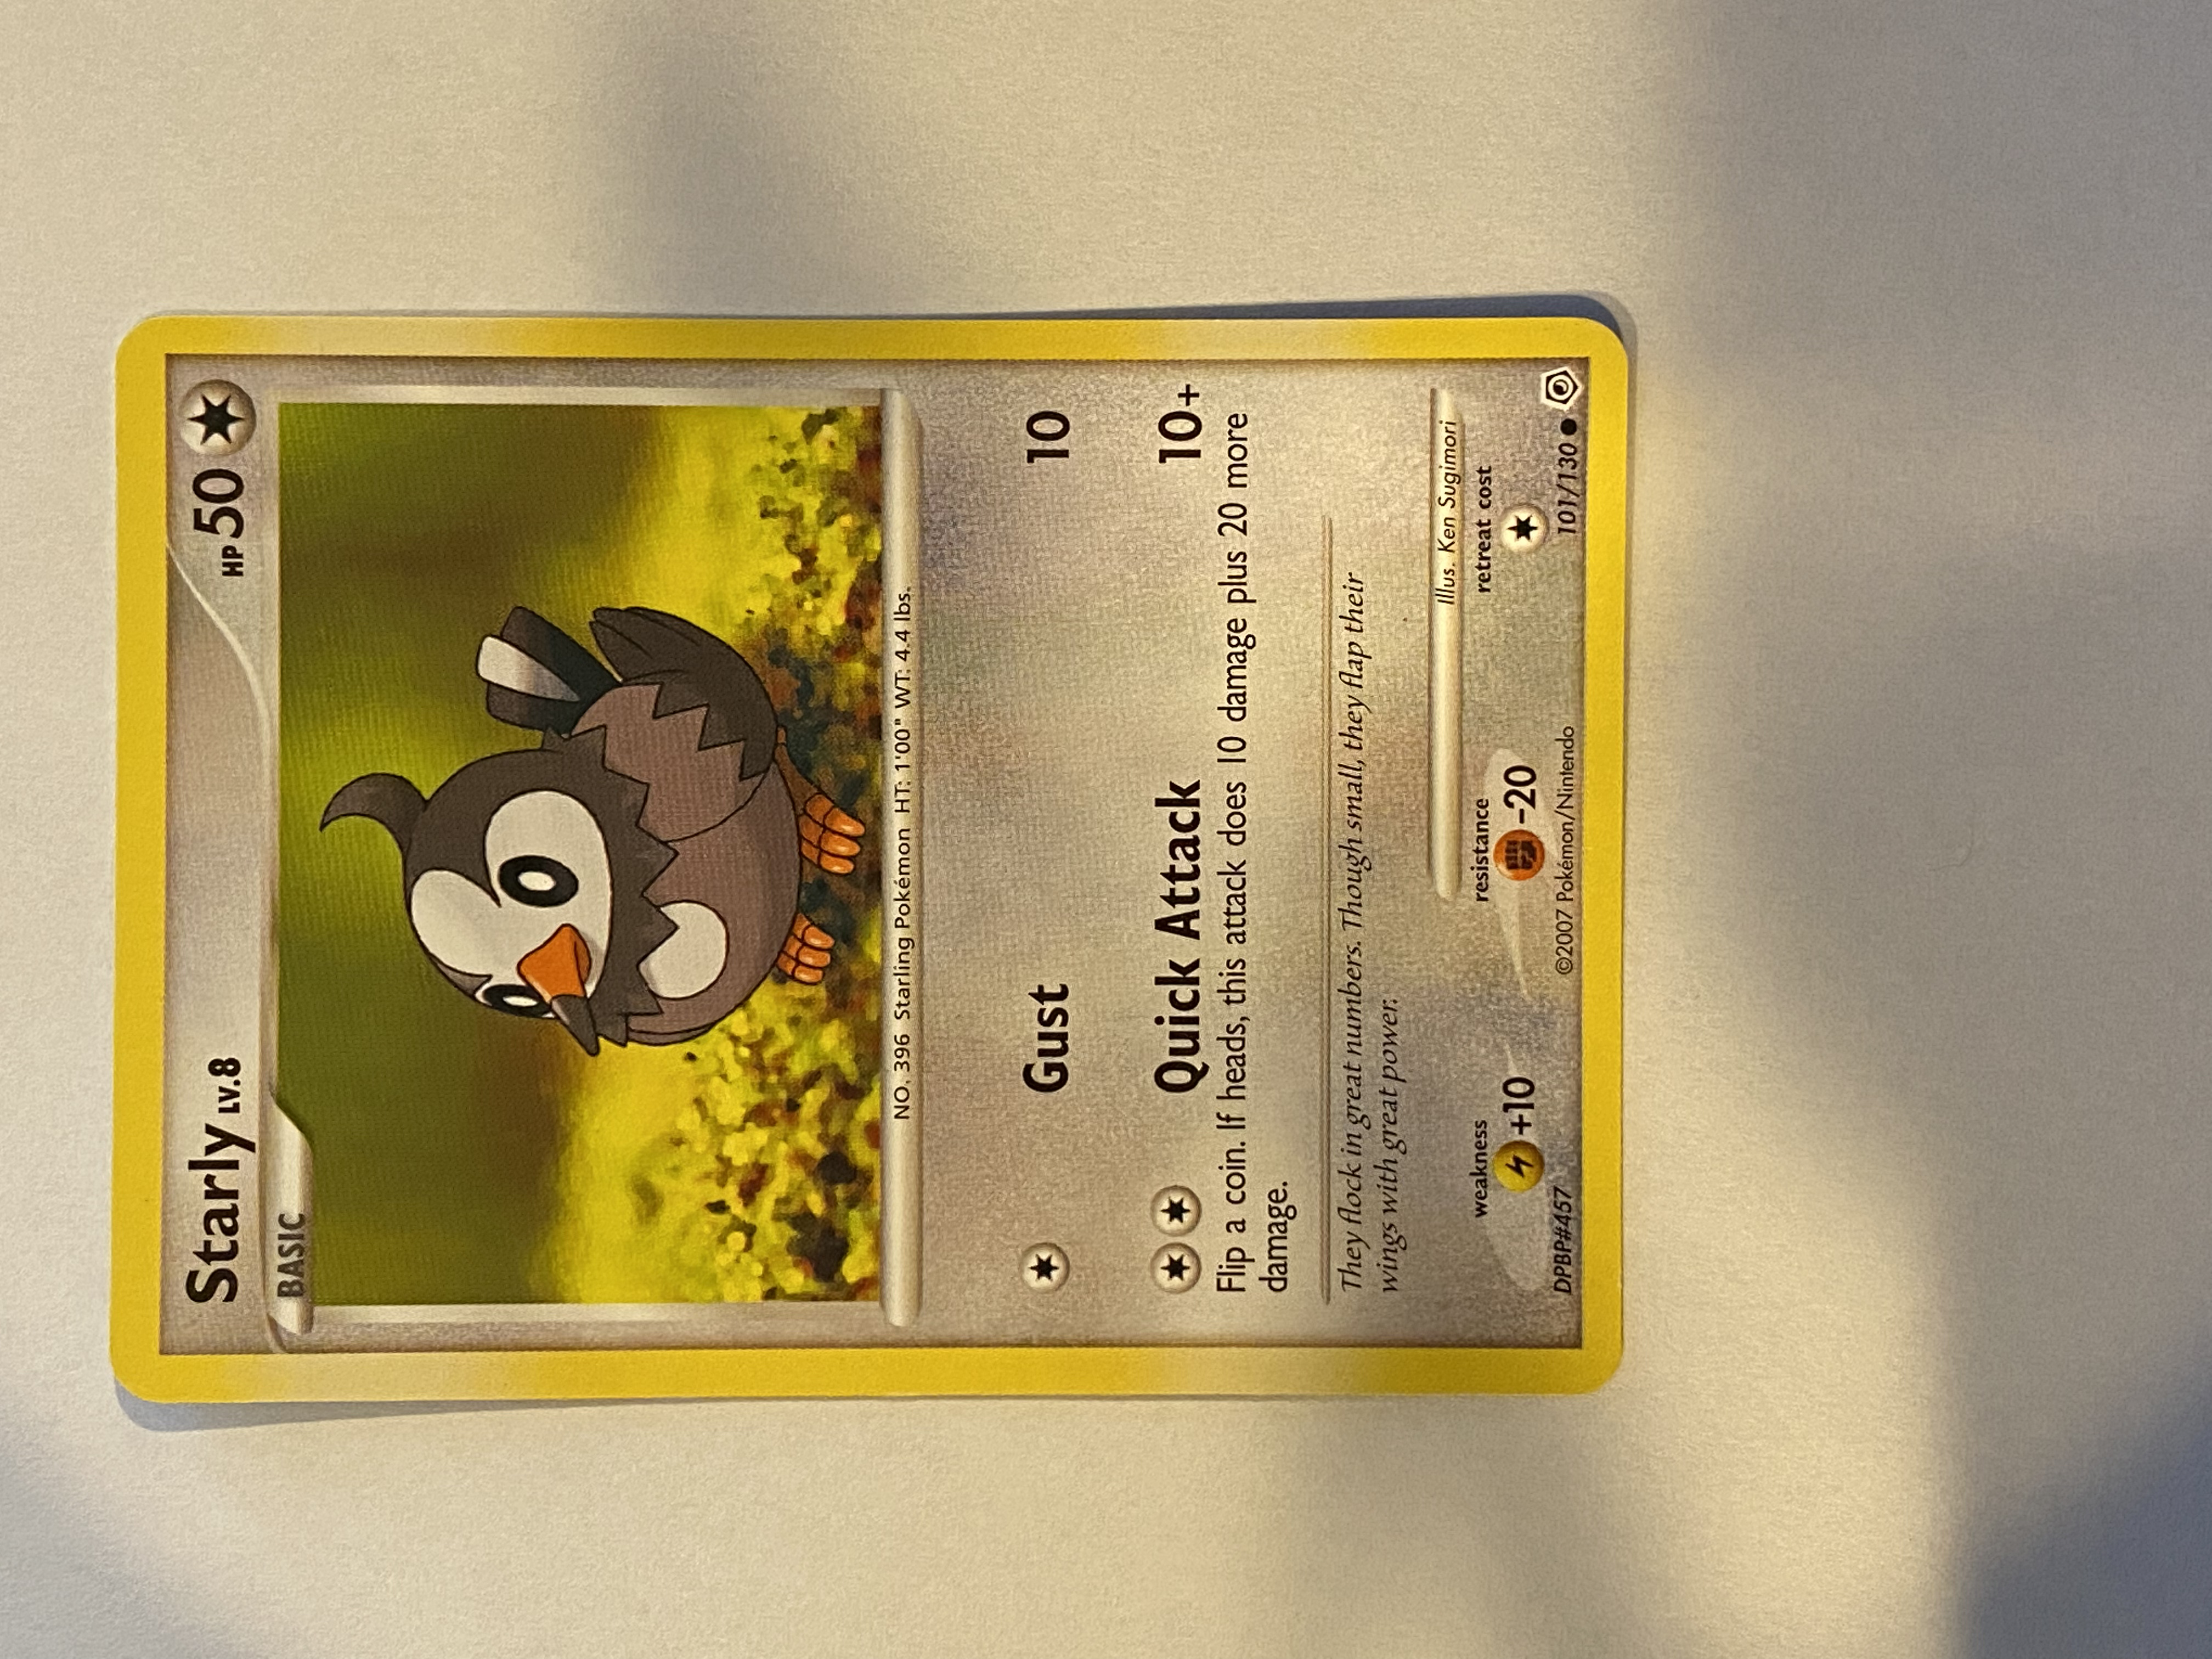 Starly LV.8 HP 50
BASIC
NO. 396 Starling Pokémon HT: 1'00" WT: 4.4 lbs.
Gust 10
Quick Attack 10+
Flip a coin. If heads, this attack does 10 damage plus 20 more
damage.
They flock in great numbers. Though small, they flap their
wings with great power.
Illus. Ken Sugimori
weakness resistance retreat cost
+10 -20
DPBP#457 ©2007 Pokémon/Nintendo 101/130